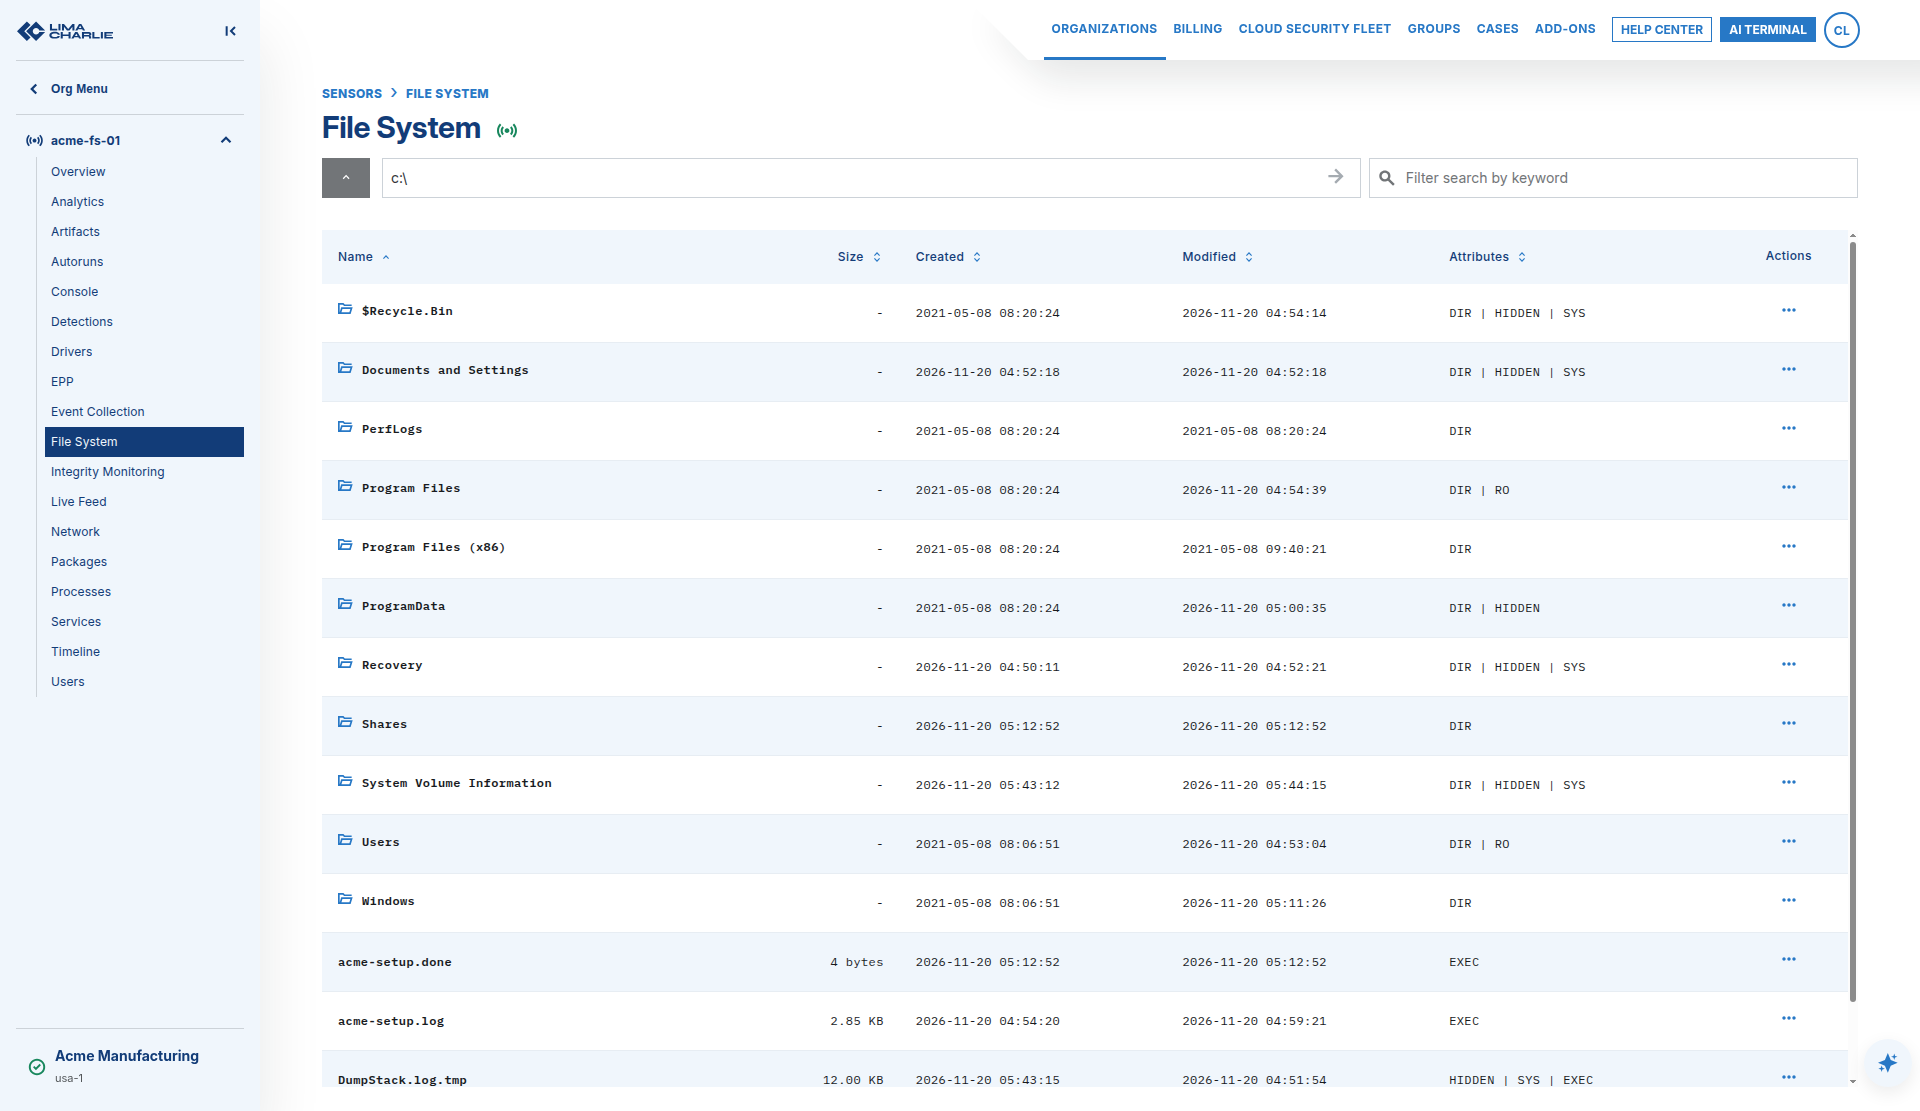 LIMA
CHARLIE
ORGANIZATIONS BILLING CLOUD SECURITY FLEET GROUPS CASES ADD-ONS HELP CENTER AI TERMINAL CL
Org Menu
acme-fs-01
Overview
Analytics
Artifacts
Autoruns
Console
Detections
Drivers
EPP
Event Collection
File System
Integrity Monitoring
Live Feed
Network
Packages
Processes
Services
Timeline
Users
Acme Manufacturing
usa-1
SENSORS > FILE SYSTEM
File System
c:\ Filter search by keyword
Name Size Created Modified Attributes Actions
$Recycle.Bin - 2021-05-08 08:20:24 2026-11-20 04:54:14 DIR | HIDDEN | SYS
Documents and Settings - 2026-11-20 04:52:18 2026-11-20 04:52:18 DIR | HIDDEN | SYS
PerfLogs - 2021-05-08 08:20:24 2021-05-08 08:20:24 DIR
Program Files - 2021-05-08 08:20:24 2026-11-20 04:54:39 DIR | RO
Program Files (x86) - 2021-05-08 08:20:24 2021-05-08 09:40:21 DIR
ProgramData - 2021-05-08 08:20:24 2026-11-20 05:00:35 DIR | HIDDEN
Recovery - 2026-11-20 04:50:11 2026-11-20 04:52:21 DIR | HIDDEN | SYS
Shares - 2026-11-20 05:12:52 2026-11-20 05:12:52 DIR
System Volume Information - 2026-11-20 05:43:12 2026-11-20 05:44:15 DIR | HIDDEN | SYS
Users - 2021-05-08 08:06:51 2026-11-20 04:53:04 DIR | RO
Windows - 2021-05-08 08:06:51 2026-11-20 05:11:26 DIR
acme-setup.done 4 bytes 2026-11-20 05:12:52 2026-11-20 05:12:52 EXEC
acme-setup.log 2.85 KB 2026-11-20 04:54:20 2026-11-20 04:59:21 EXEC
DumpStack.log.tmp 12.00 KB 2026-11-20 05:43:15 2026-11-20 04:51:54 HIDDEN | SYS | EXEC